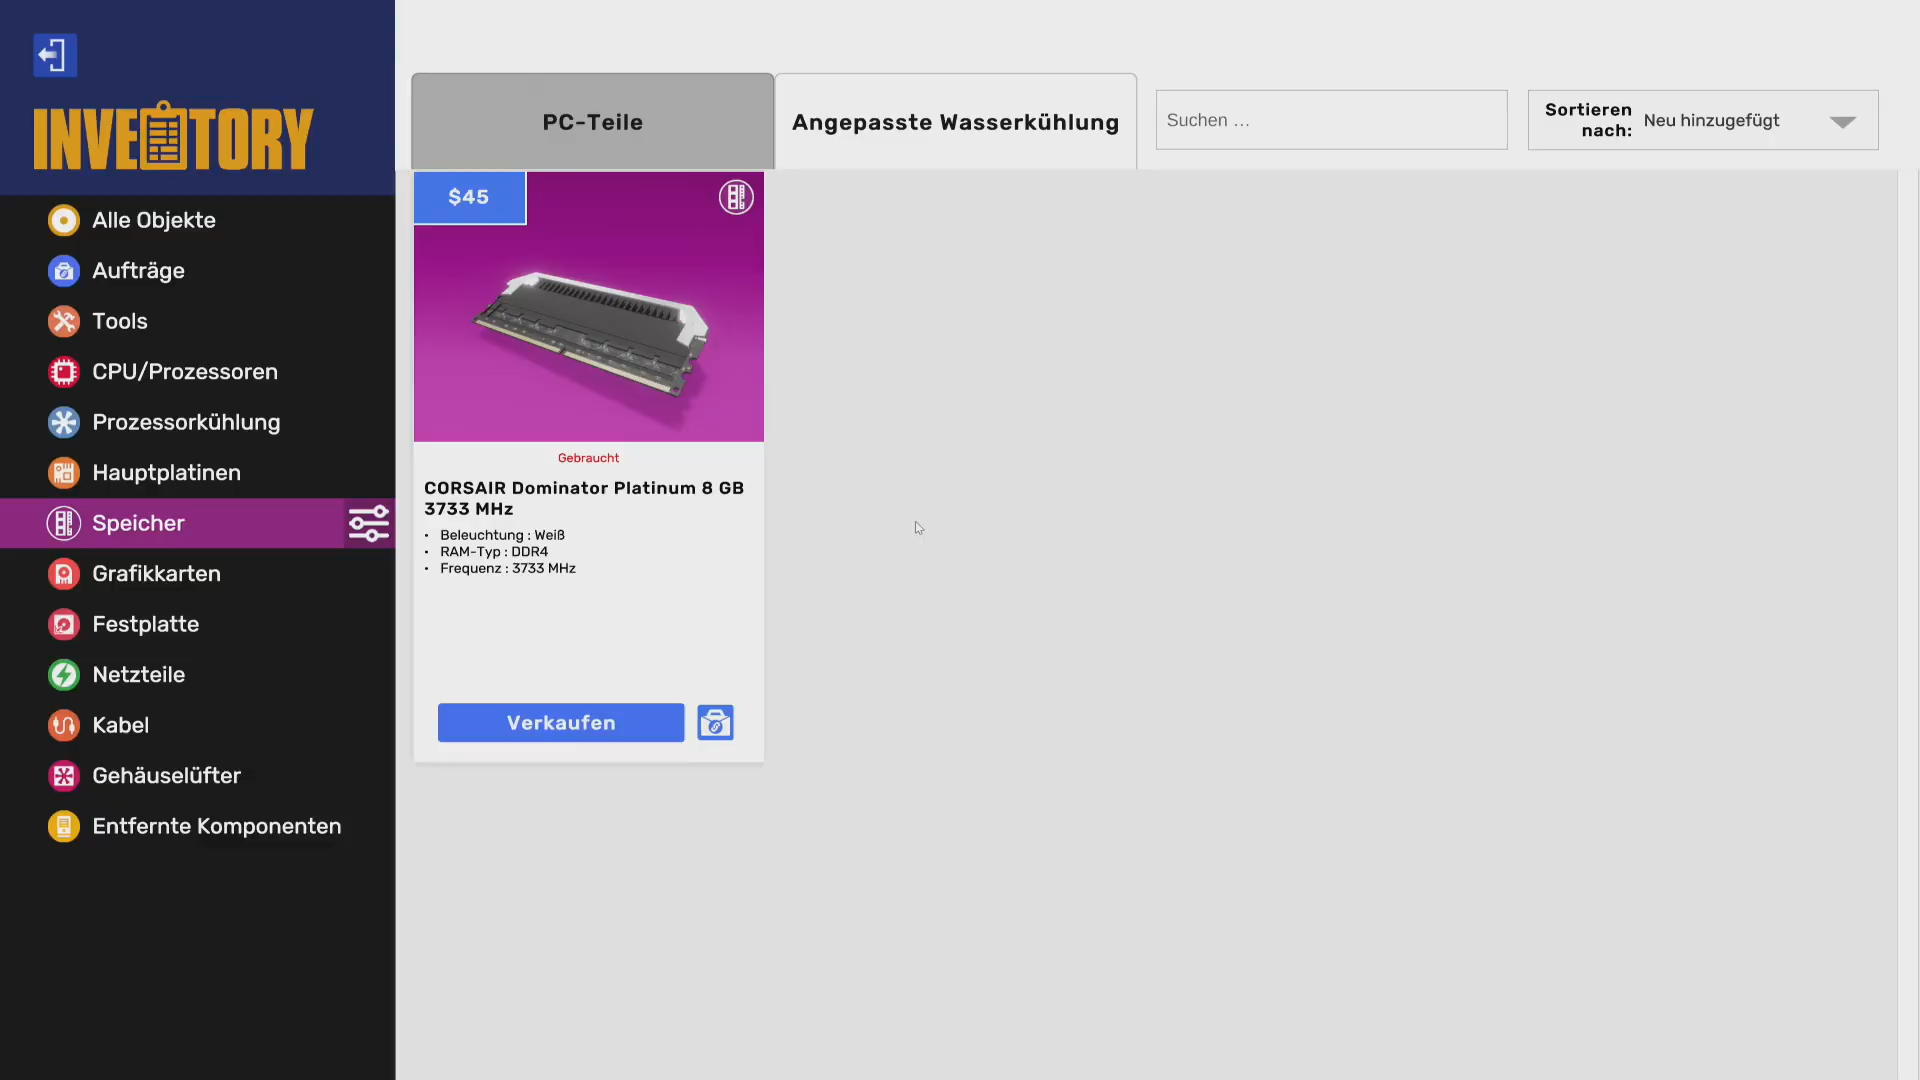 INVENTORY
Alle Objekte
Aufträge
Tools
CPU/Prozessoren
Prozessorkühlung
Hauptplatinen
Speicher
Grafikkarten
Festplatte
Netzteile
Kabel
Gehäuselüfter
Entfernte Komponenten
PC-Teile
Angepasste Wasserkühlung
Suchen …
Sortieren
nach:
Neu hinzugefügt
$45
Gebraucht
CORSAIR Dominator Platinum 8 GB
3733 MHz
• Beleuchtung : Weiß
• RAM-Typ : DDR4
• Frequenz : 3733 MHz
Verkaufen